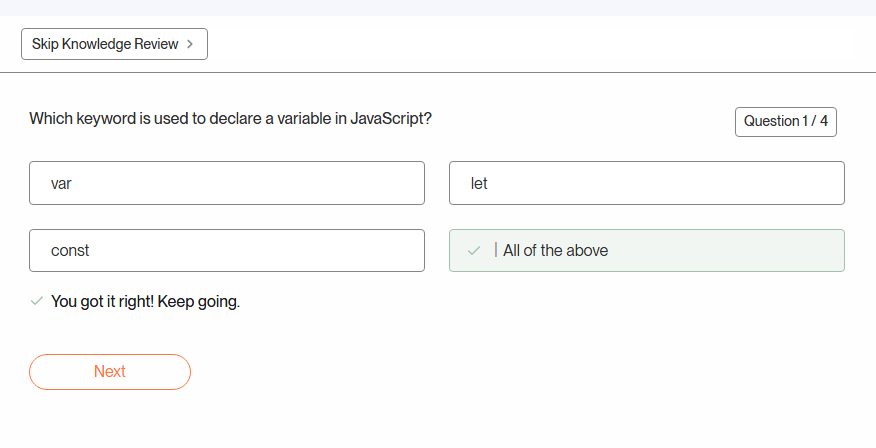 Skip Knowledge Review
Which keyword is used to declare a variable in JavaScript?
Question 1 / 4
var
let
const
All of the above
You got it right! Keep going.
Next